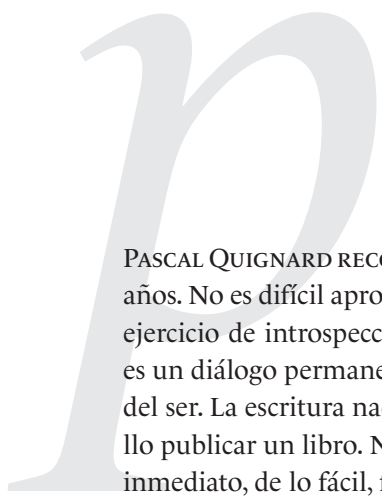 p
PASCAL QUIGNARD RECO
años. No es difícil apro
ejercicio de introspecc
es un diálogo permane
del ser. La escritura na
llo publicar un libro. N
inmediato, de lo fácil,